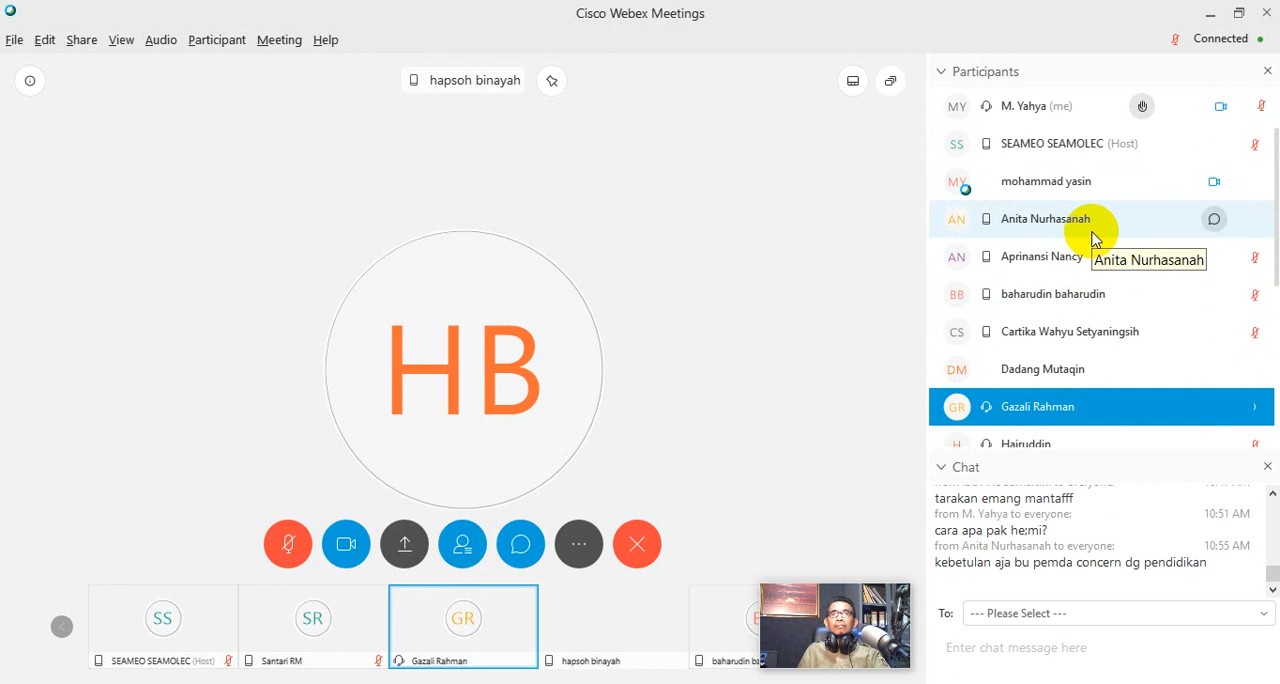 Cisco Webex Meetings
File Edit Share View Audio Participant Meeting Help
Connected
hapsoh binayah
HB
SS
SEAMEO SEAMOLEC (Host)
SR
Santari RM
GR
Gazali Rahman
hapsoh binayah
baharudin ba
Participants
MY M. Yahya (me)
SS SEAMEO SEAMOLEC (Host)
MY mohammad yasin
AN Anita Nurhasanah
Anita Nurhasanah
AN Aprinansi Nancy
BB baharudin baharudin
CS Cartika Wahyu Setyaningsih
DM Dadang Mutaqin
GR Gazali Rahman
H Hairuddin
Chat
tarakan emang mantafff
from M. Yahya to everyone: 10:51 AM
cara apa pak he;mi?
from Anita Nurhasanah to everyone: 10:55 AM
kebetulan aja bu pemda concern dg pendidikan
To: --- Please Select ---
Enter chat message here